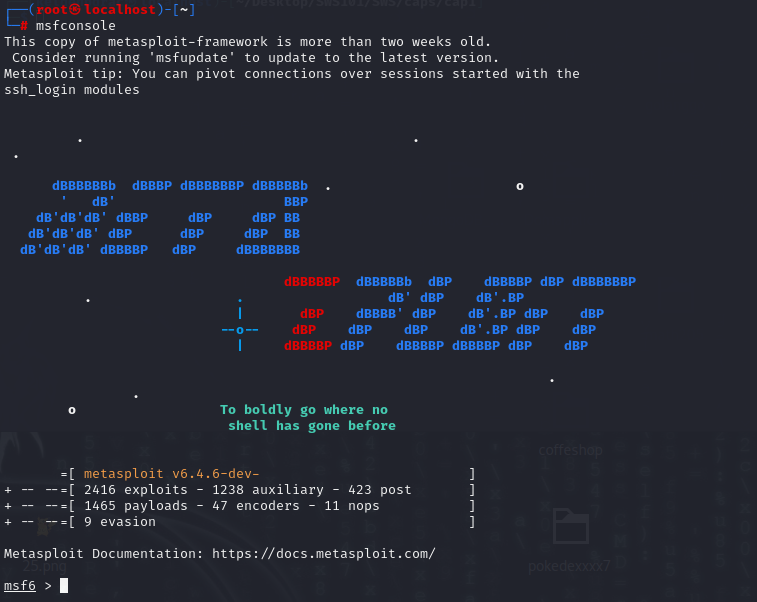 ~/Desktop/SWS101/SWS/caps/cap1
┌──(root㉿localhost)-[~]
└─# msfconsole
This copy of metasploit-framework is more than two weeks old.
 Consider running 'msfupdate' to update to the latest version.
Metasploit tip: You can pivot connections over sessions started with the
ssh_login modules
     dBBBBBBb  dBBBP dBBBBBBP dBBBBBb  .                       o
      '   dB'                     BBP
   dB'dB'dB' dBBP     dBP     dBP BB
  dB'dB'dB' dBP      dBP     dBP  BB
 dB'dB'dB' dBBBBP   dBP     dBBBBBBB
                                  dBBBBBP  dBBBBBb  dBP    dBBBBP dBP dBBBBBBP
         .                  .                  dB' dBP    dB'.BP
                            |       dBP    dBBBB' dBP    dB'.BP dBP    dBP
                          --o--    dBP    dBP    dBP    dB'.BP dBP    dBP
                            |     dBBBBP dBP    dBBBBP dBBBBP dBP    dBP
        o                  To boldly go where no
                            shell has gone before
coffeshop
       =[ metasploit v6.4.6-dev-                          ]
+ -- --=[ 2416 exploits - 1238 auxiliary - 423 post       ]
+ -- --=[ 1465 payloads - 47 encoders - 11 nops           ]
+ -- --=[ 9 evasion                                       ]
Metasploit Documentation: https://docs.metasploit.com/
25.png
pokedexxxx7
msf6 >